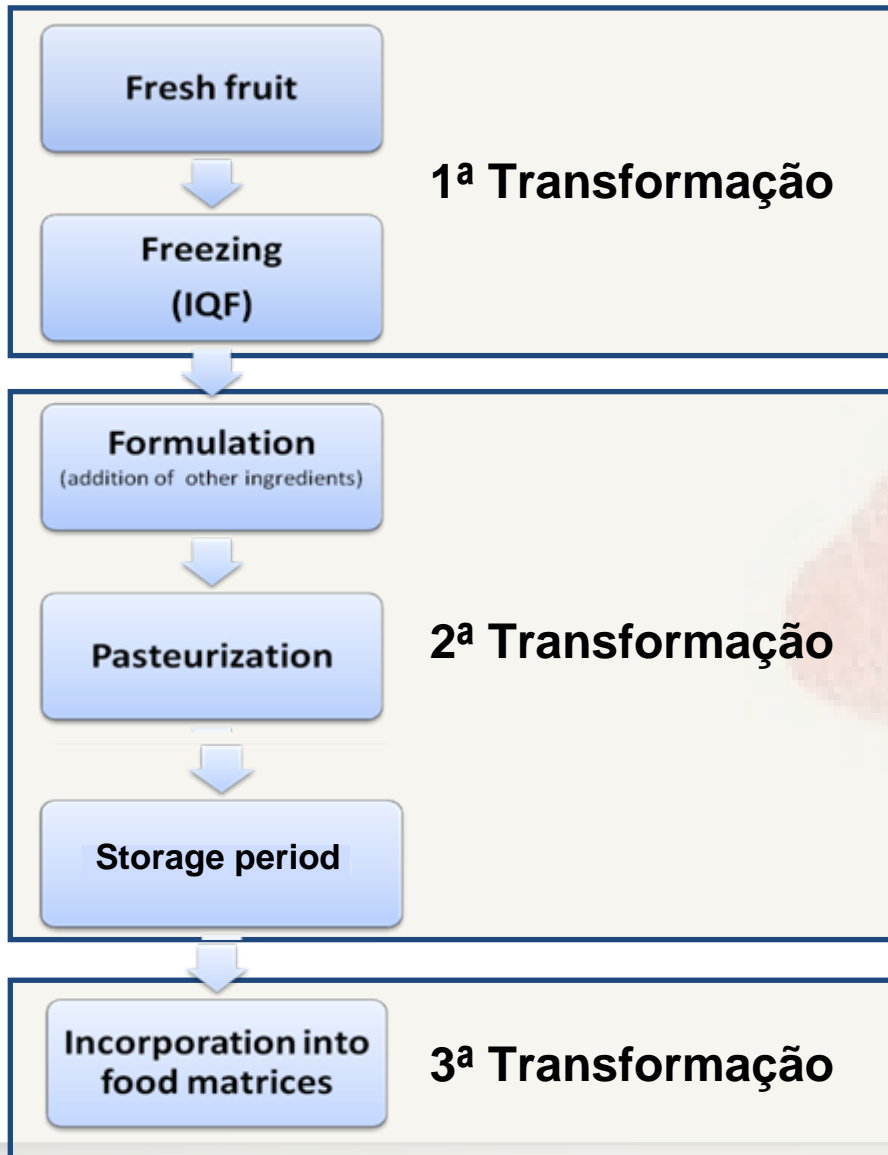 Fresh fruit
1ª Transformação
Freezing
(IQF)
Formulation
(addition of other ingredients)
Pasteurization
2ª Transformação
Storage period
Incorporation into
food matrices
3ª Transformação